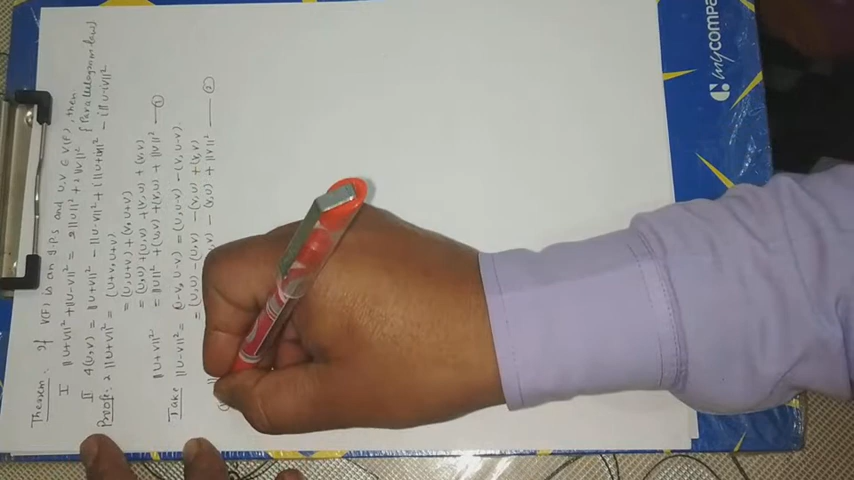 Theorem:- If V(F) is an I.P.S and u,v ∈ V(F), then
I ||u+v||² + ||u-v||² = 2||u||² + 2||v||² {Parallelogram law}
II 4(u,v) = ||u+v||² - ||u-v||² + i||u+iv||² - i||u-iv||²
Proof:- ||u+v||² = (u+v, u+v)
= (u, u+v) + (v, u+v)
= (u,u) + (u,v) + (v,u) + (v,v)
||u+v||² = ||u||² + (u,v) + (v,u) + ||v||² — ①
Take ||u-v||² = (u-v, u-v) = (u, u-v) - (v, u-v).
= (u,u) - (u,v) - (v,u) + (v,v)
,v) - (v,u) + ||v||² — ②
mycompa